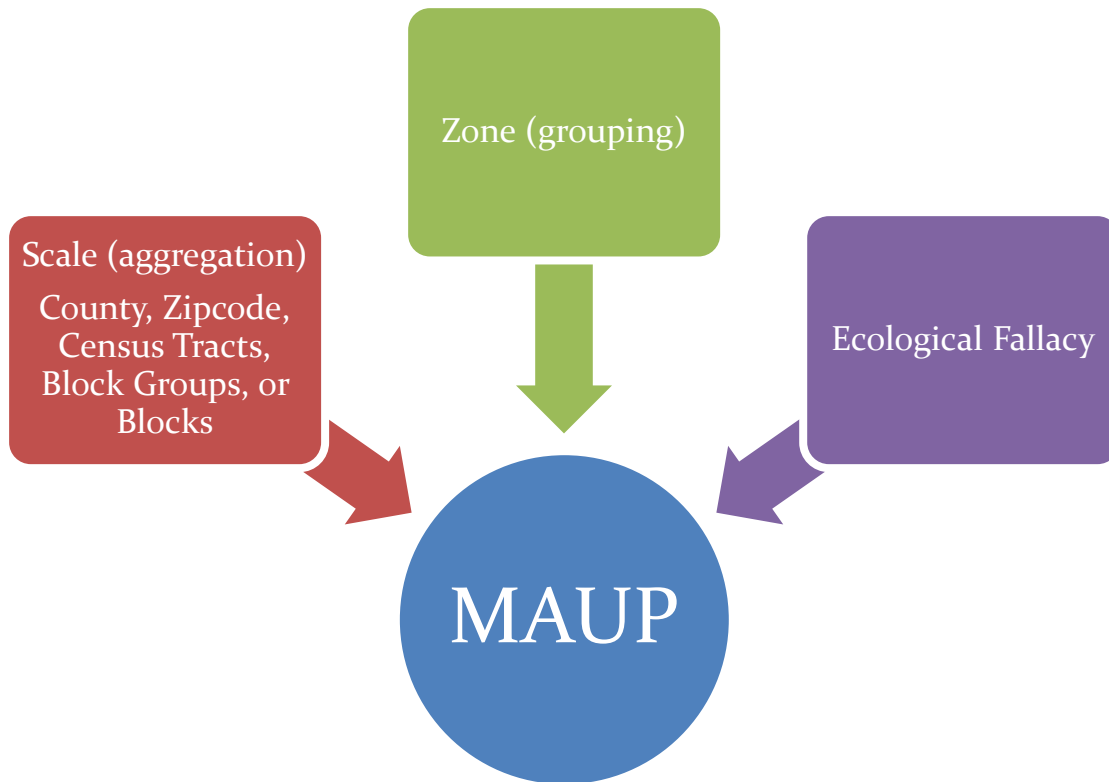 Zone (grouping)
Scale (aggregation)
County, Zipcode,
Census Tracts,
Block Groups, or
Blocks
Ecological Fallacy
MAUP